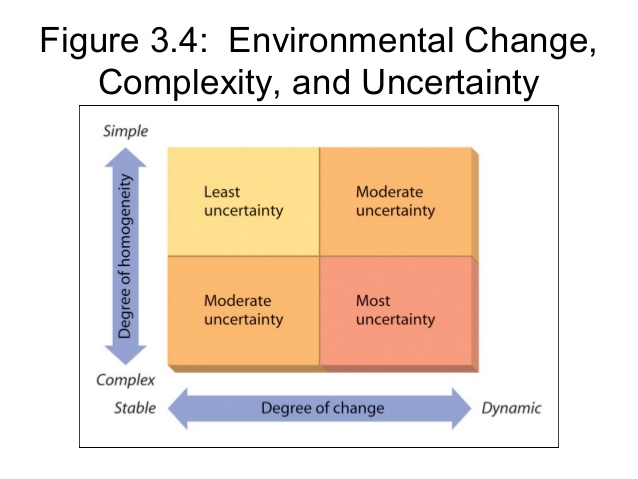 Figure 3.4: Environmental Change,
Complexity, and Uncertainty
Simple
Degree of homogeneity
Least
uncertainty
Moderate
uncertainty
Moderate
uncertainty
Most
uncertainty
Complex
Stable
Degree of change
Dynamic